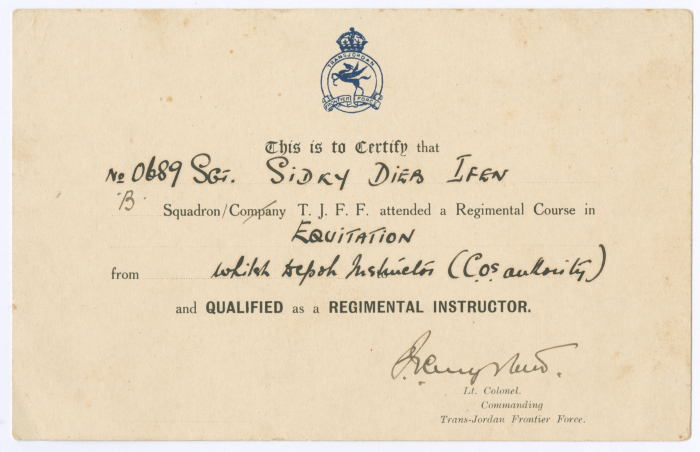 TRANS-JORDAN
FRONTIER FORCE
This is to Certify that
No 0689 SGT. SIDKY DIEB IFEN
'B'
Squadron/Company T. J. F. F. attended a Regimental Course in
EQUITATION
from whilst Depot Instructor (C.O's authority)
and QUALIFIED as a REGIMENTAL INSTRUCTOR.
Lt. Colonel.
Commanding
Trans-Jordan Frontier Force.